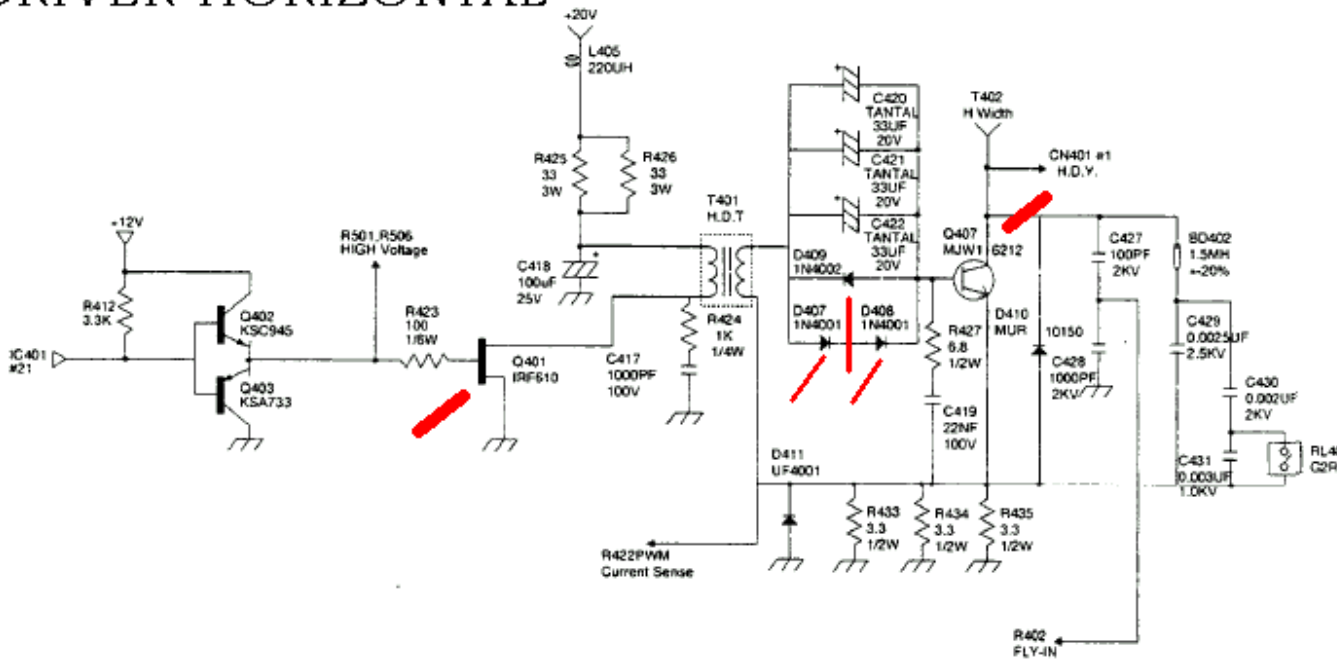 DRIVER HORIZONTAL
+20V
L405
220UH
R425
33
3W
R426
33
3W
C420
TANTAL
33UF
20V
C421
TANTAL
33UF
20V
C422
TANTAL
33UF
20V
T402
H Width
CN401 #1
H.D.Y.
T401
H.D.T
+12V
R501,R506
HIGH Voltage
R412
3.3K
IC401
#21
Q402
KSC945
Q403
KSA733
R423
100
1/6W
Q401
IRF610
C418
100uF
25V
R424
1K
1/4W
C417
1000PF
100V
D409
1N4002
D407
1N4001
D408
1N4001
Q407
MJW1 6212
R427
6.8
1/2W
C419
22NF
100V
D410
MUR
10150
C427
100PF
2KV
C428
1000PF
2KV
BD402
1.5MH
+-20%
C429
0.0025UF
2.5KV
C430
0.002UF
2KV
C431
0.003UF
1.0KV
D411
UF4001
R433
3.3
1/2W
R434
3.3
1/2W
R435
3.3
1/2W
R422PWM
Current Sense
R402
FLY-IN